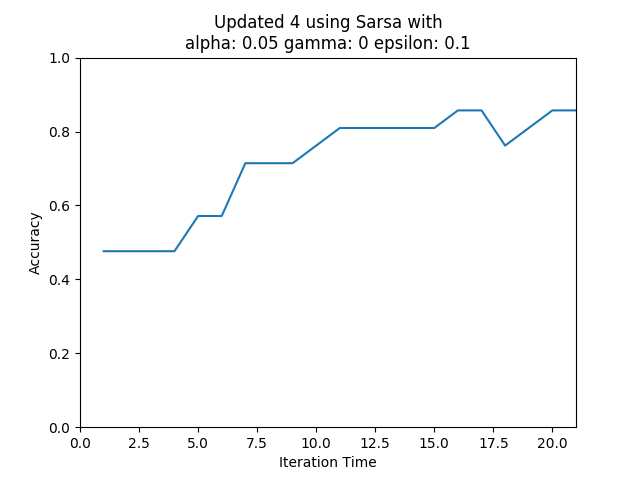 Updated 4 using Sarsa with
alpha: 0.05 gamma: 0 epsilon: 0.1
1.0
0.8
0.6
0.4
0.2
0.0
Accuracy
0.0 2.5 5.0 7.5 10.0 12.5 15.0 17.5 20.0
Iteration Time